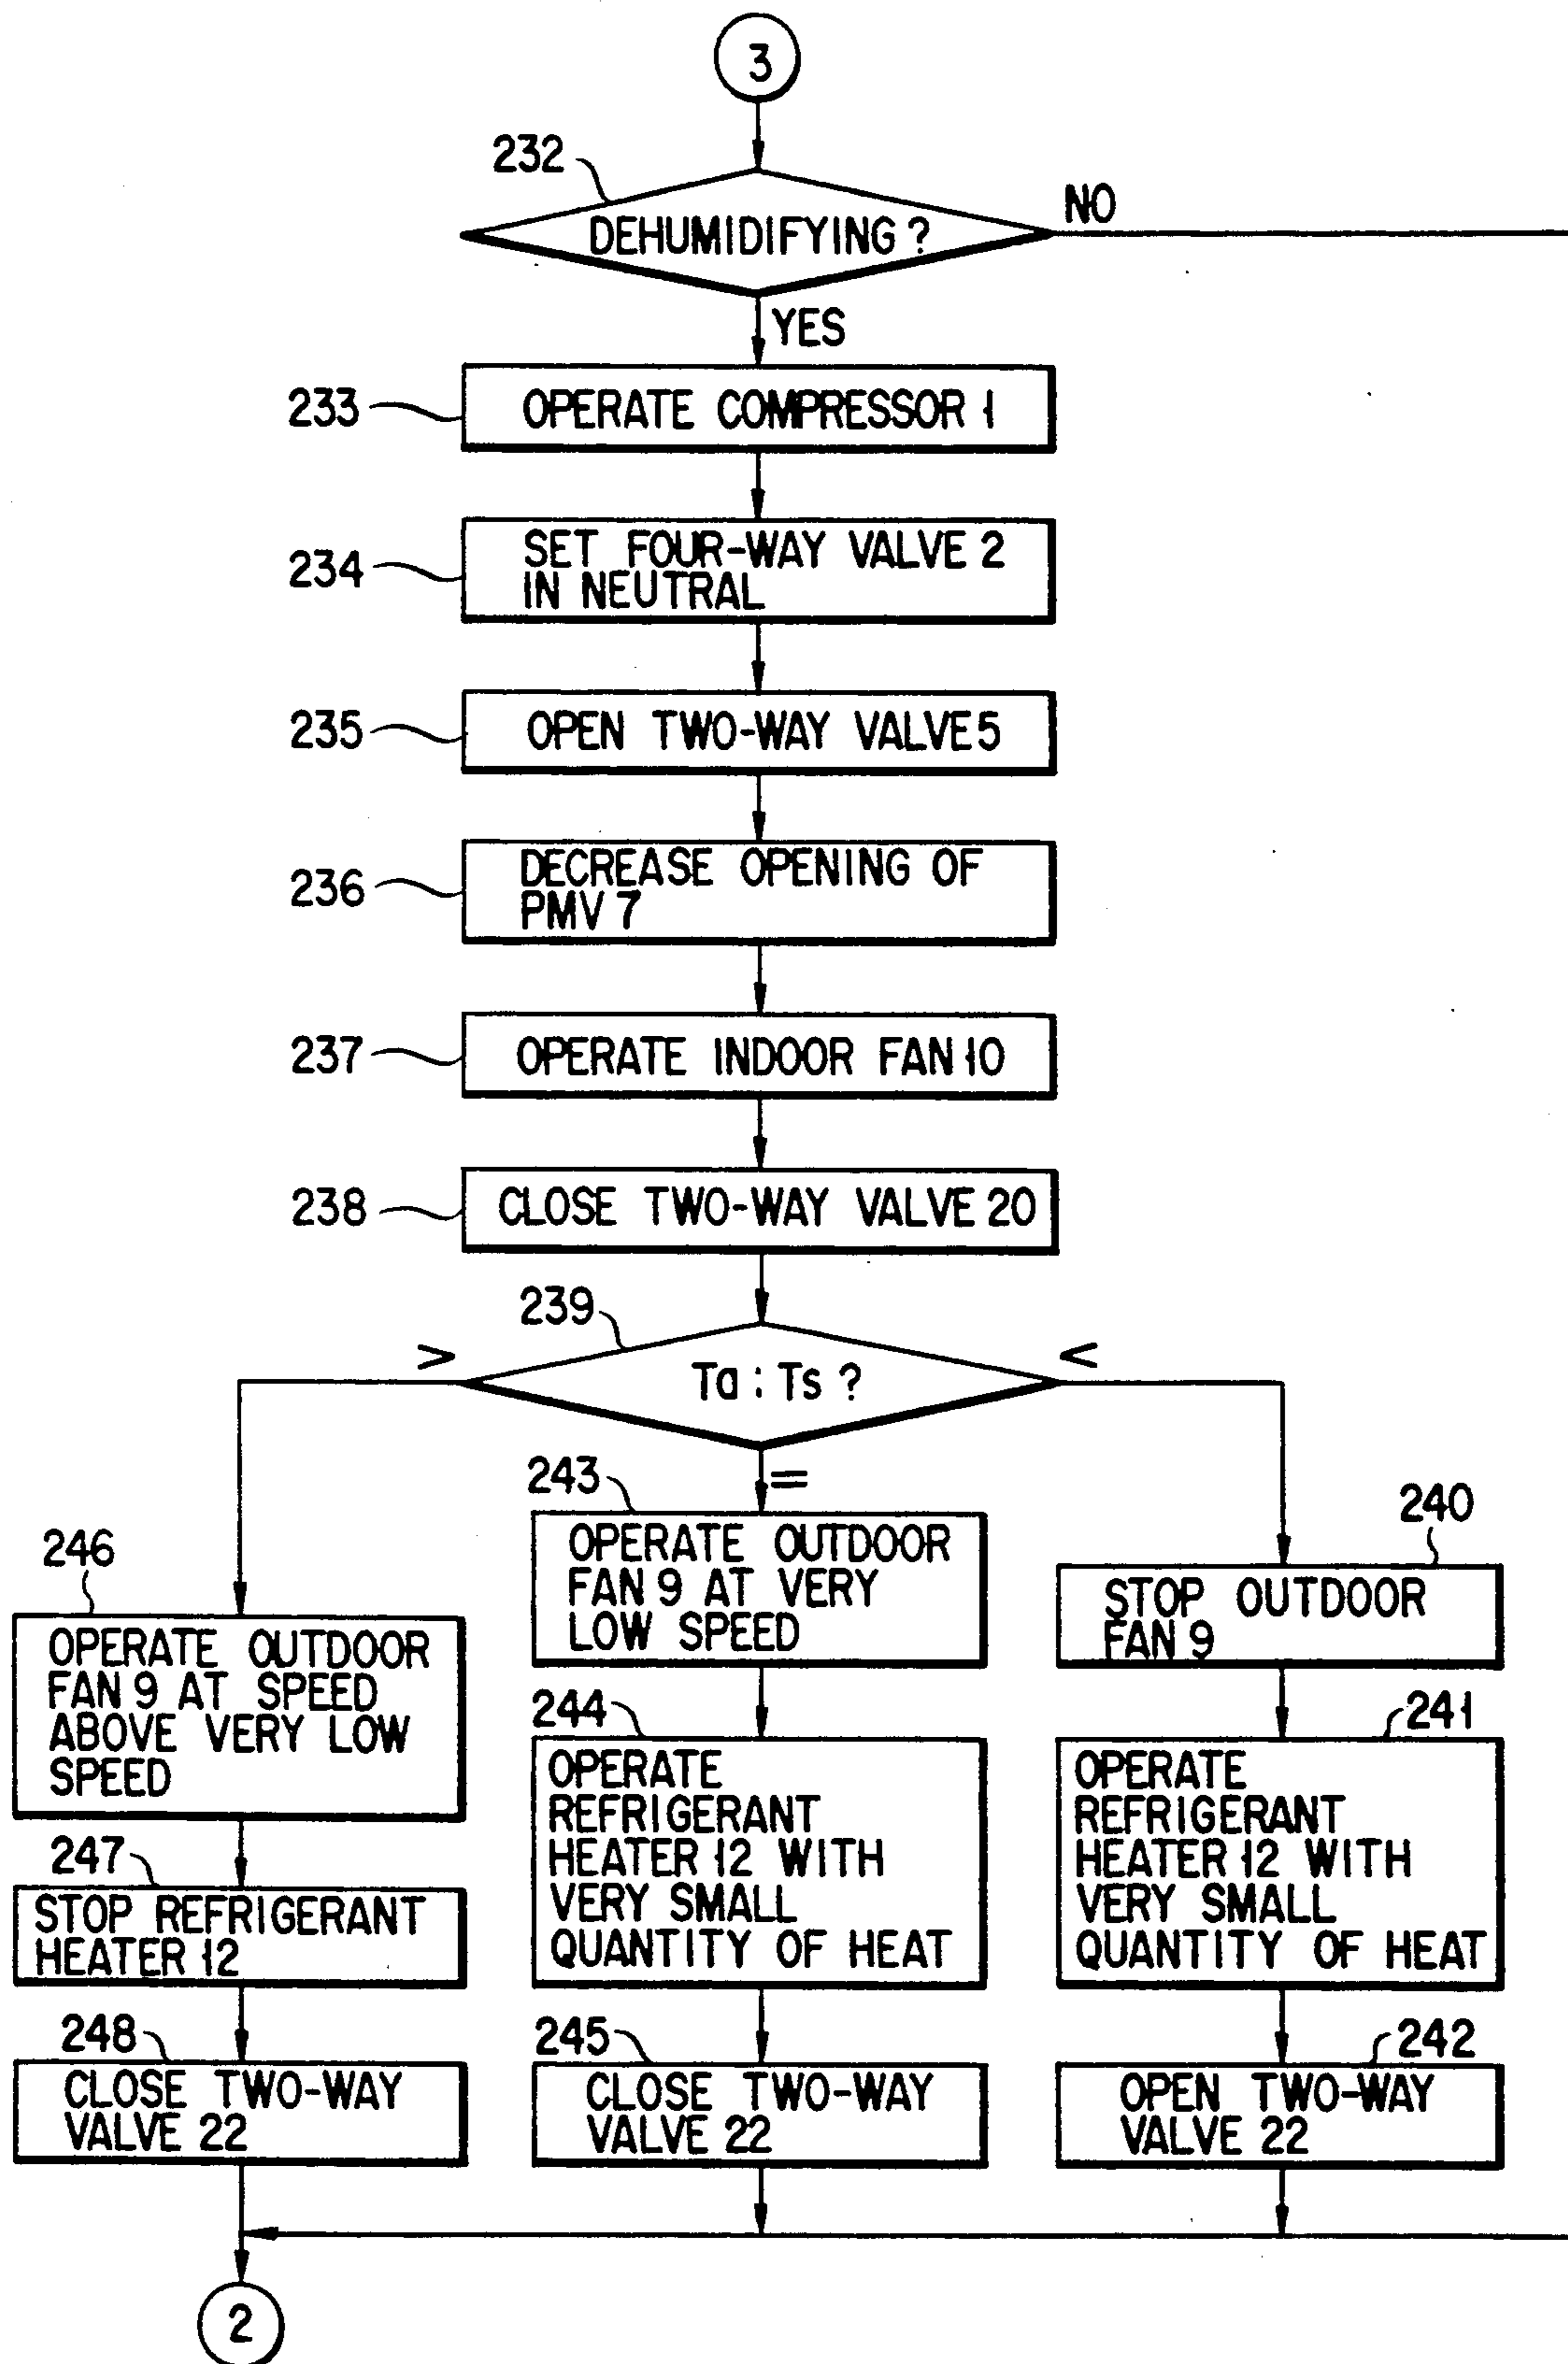 3
232
DEHUMIDIFYING ?
NO
YES
233
OPERATE COMPRESSOR 1
234
SET FOUR-WAY VALVE 2
IN NEUTRAL
235
OPEN TWO-WAY VALVE 5
236
DECREASE OPENING OF
PMV 7
237
OPERATE INDOOR FAN 10
238
CLOSE TWO-WAY VALVE 20
239
>
Ta : Ts ?
<
=
246
OPERATE OUTDOOR
FAN 9 AT SPEED
ABOVE VERY LOW
SPEED
247
STOP REFRIGERANT
HEATER 12
248
CLOSE TWO-WAY
VALVE 22
243
OPERATE OUTDOOR
FAN 9 AT VERY
LOW SPEED
244
OPERATE
REFRIGERANT
HEATER 12 WITH
VERY SMALL
QUANTITY OF HEAT
245
CLOSE TWO-WAY
VALVE 22
240
STOP OUTDOOR
FAN 9
241
OPERATE
REFRIGERANT
HEATER 12 WITH
VERY SMALL
QUANTITY OF HEAT
242
OPEN TWO-WAY
VALVE 22
2